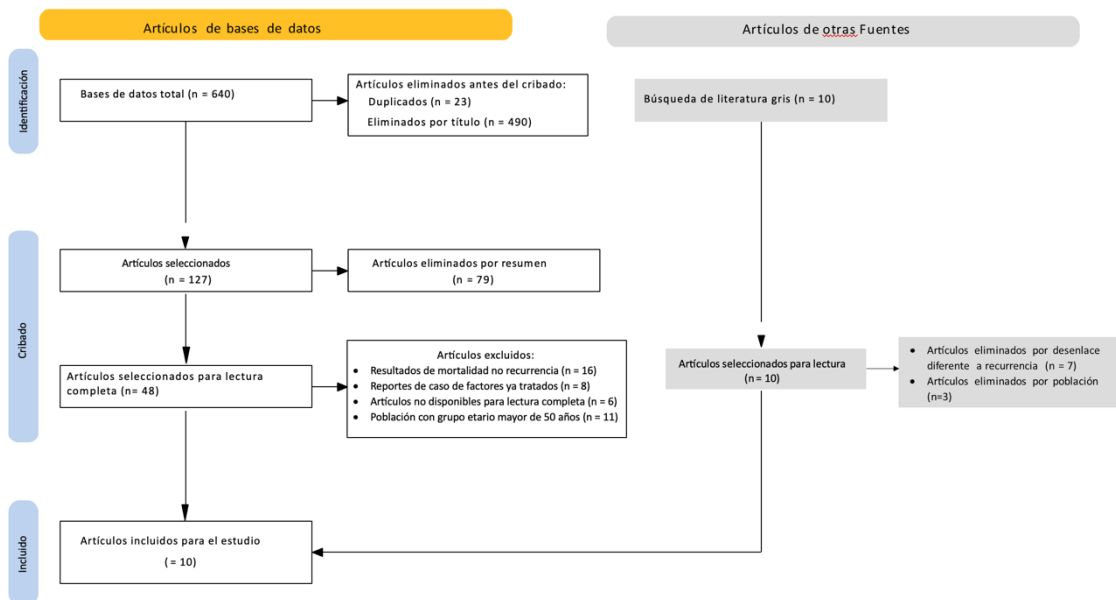 Artículos de bases de datos
Artículos de otras Fuentes
Identificación
Bases de datos total (n = 640)
Artículos eliminados antes del cribado:
Duplicados (n = 23)
Eliminados por título (n = 490)
Búsqueda de literatura gris (n = 10)
Cribado
Artículos seleccionados
(n = 127)
Artículos eliminados por resumen
(n = 79)
Artículos seleccionados para lectura
completa (n= 48)
Artículos excluidos:
• Resultados de mortalidad no recurrencia (n = 16)
• Reportes de caso de factores ya tratados (n = 8)
• Artículos no disponibles para lectura completa (n = 6)
• Población con grupo etario mayor de 50 años (n = 11)
Artículos seleccionados para lectura
(n = 10)
• Artículos eliminados por desenlace
diferente a recurrencia (n = 7)
• Artículos eliminados por población
(n=3)
Incluido
Artículos incluidos para el estudio
( = 10)